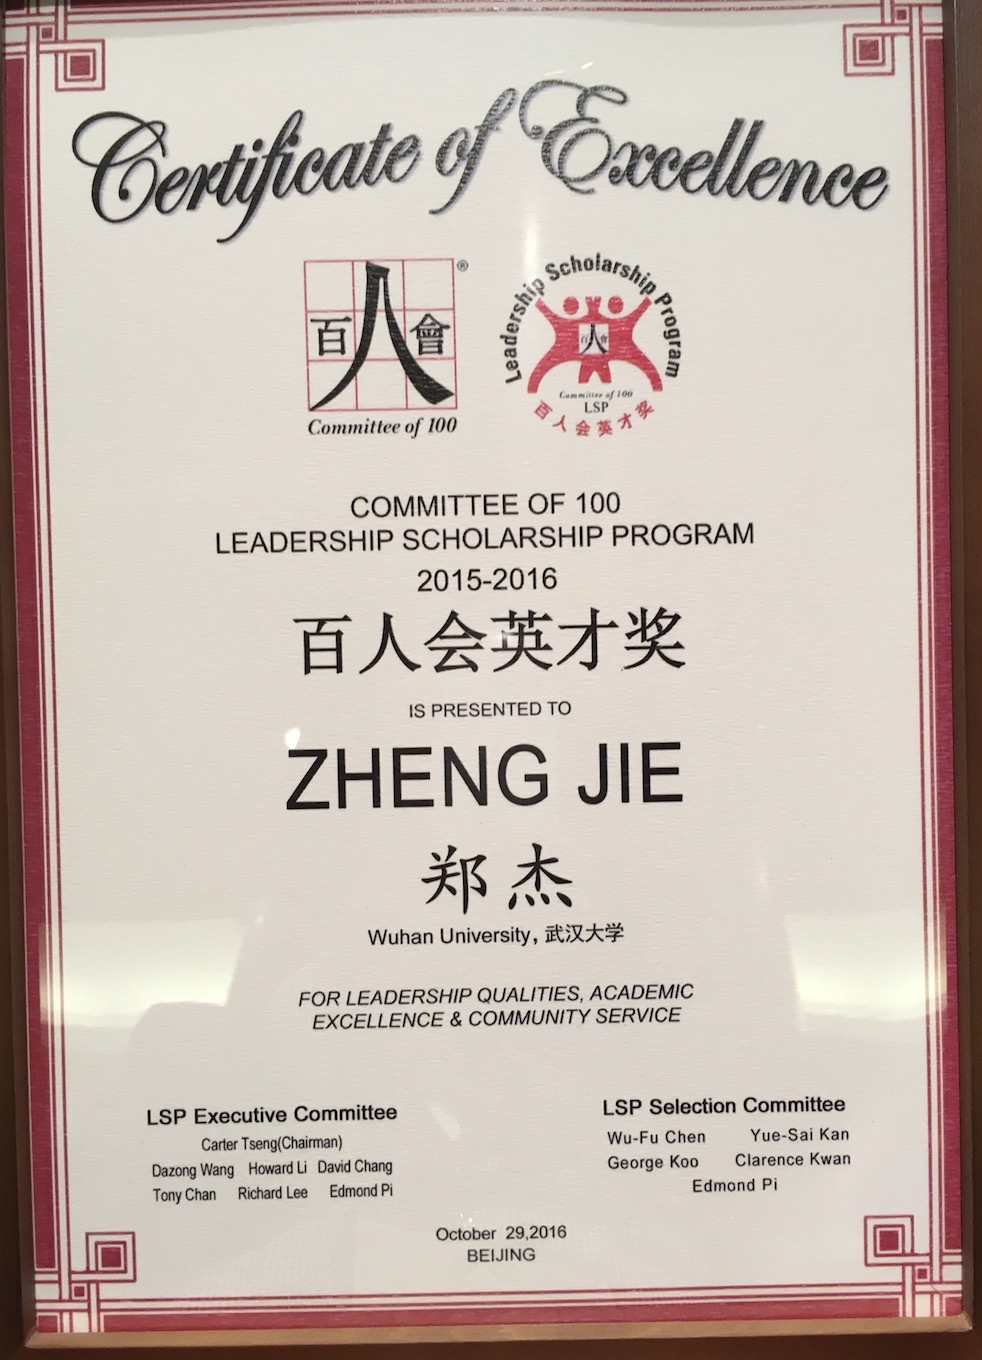 Certificate of Excellence
百人會
®
Committee of 100
Leadership Scholarship Program
百人會
Committee of 100
LSP
百人会英才奖
COMMITTEE OF 100
LEADERSHIP SCHOLARSHIP PROGRAM
2015-2016
百人会英才奖
IS PRESENTED TO
ZHENG JIE
郑杰
Wuhan University, 武汉大学
FOR LEADERSHIP QUALITIES, ACADEMIC
EXCELLENCE & COMMUNITY SERVICE
LSP Executive Committee
Carter Tseng(Chairman)
Dazong Wang Howard Li David Chang
Tony Chan Richard Lee Edmond Pi
LSP Selection Committee
Wu-Fu Chen Yue-Sai Kan
George Koo Clarence Kwan
Edmond Pi
October 29,2016
BEIJING